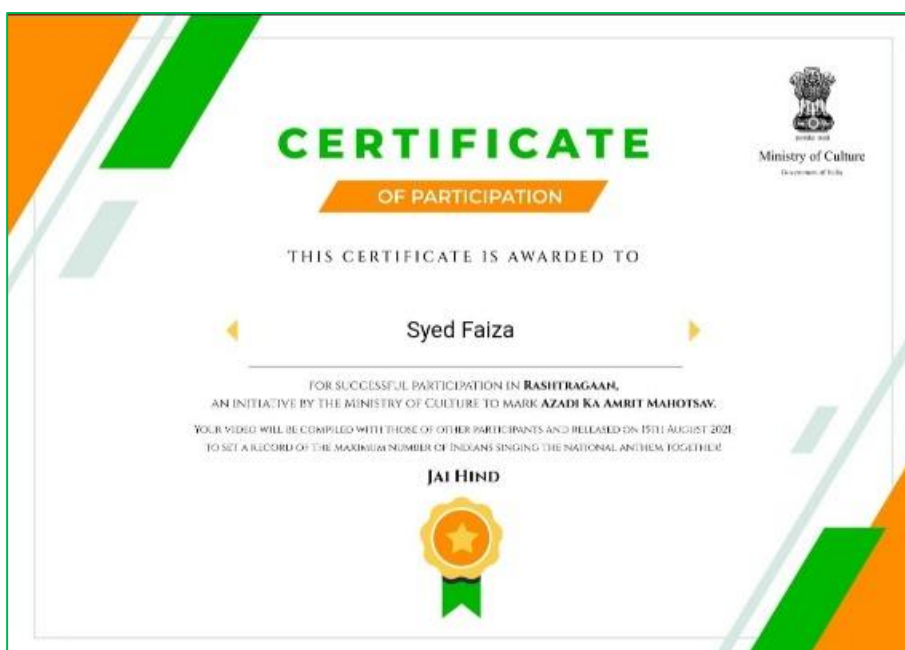 CERTIFICATE
OF PARTICIPATION
Ministry of Culture
Government of India
THIS CERTIFICATE IS AWARDED TO
Syed Faiza
FOR SUCCESSFUL PARTICIPATION IN RASHTRAGAAN,
AN INITIATIVE BY THE MINISTRY OF CULTURE TO MARK AZADI KA AMRIT MAHOTSAV.
YOUR VIDEO WILL BE COMPILED WITH THOSE OF OTHER PARTICIPANTS AND RELEASED ON 15TH AUGUST 2021
TO SET A RECORD OF THE MAXIMUM NUMBER OF INDIANS SINGING THE NATIONAL ANTHEM TOGETHER!
JAI HIND